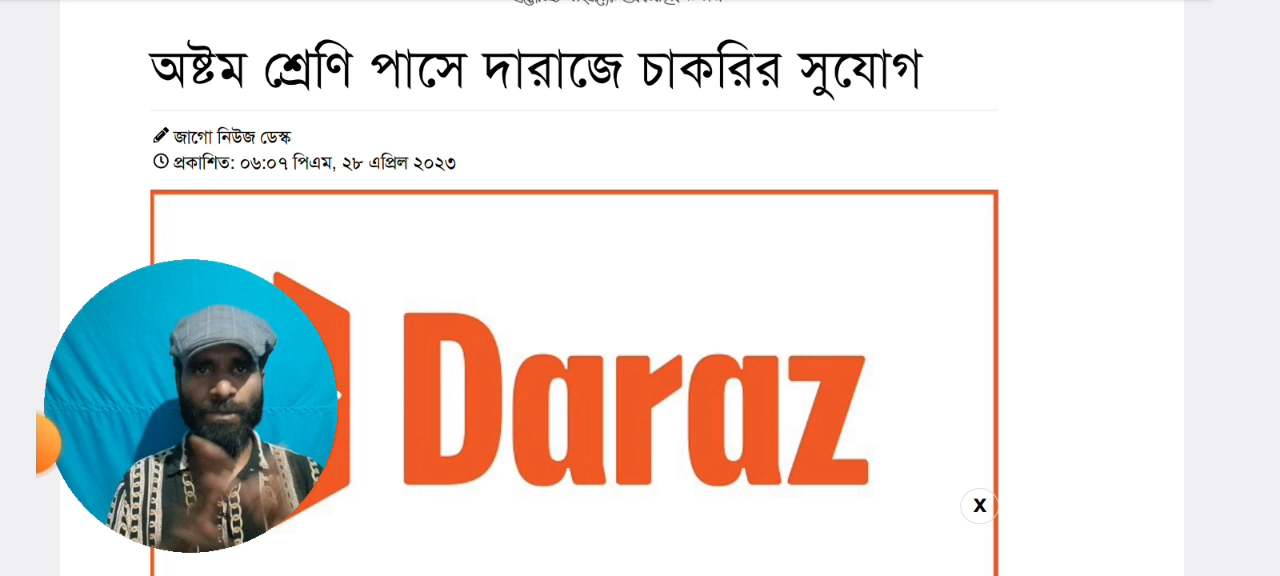 অষ্টম শ্রেণি পাসে দারাজে চাকরির সুযোগ
জাগো নিউজ ডেস্ক
প্রকাশিত: ০৬:০৭ পিএম, ২৮ এপ্রিল ২০২৩
Daraz
X